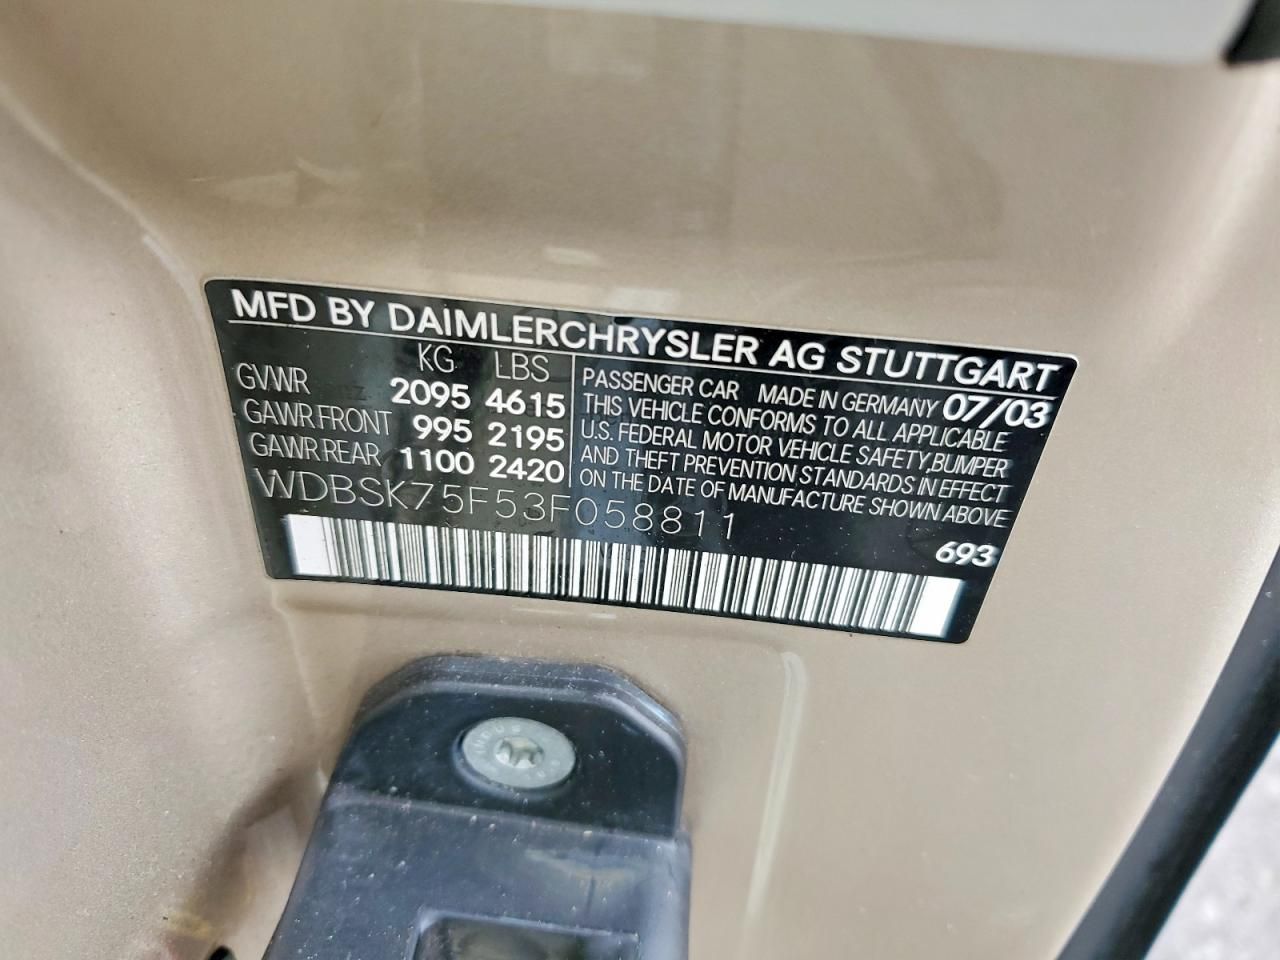 MFD BY DAIMLERCHRYSLER AG STUTTGART
KG LBS
GVWR 2095 4615
GAWR FRONT 995 2195
GAWR REAR 1100 2420
PASSENGER CAR MADE IN GERMANY 07/03
THIS VEHICLE CONFORMS TO ALL APPLICABLE
U.S. FEDERAL MOTOR VEHICLE SAFETY, BUMPER
AND THEFT PREVENTION STANDARDS IN EFFECT
ON THE DATE OF MANUFACTURE SHOWN ABOVE
WDBSK75F53F058811
693